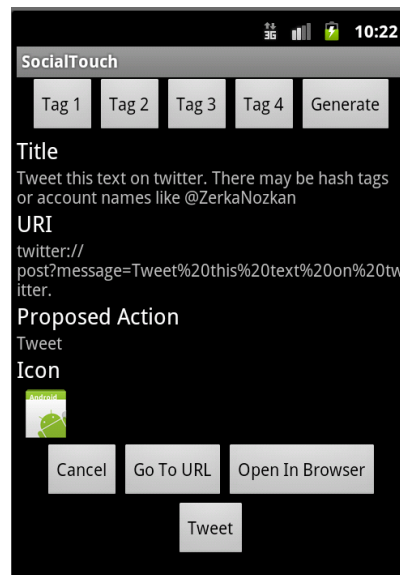 3G 10:22
SocialTouch
Tag 1 Tag 2 Tag 3 Tag 4 Generate
Title
Tweet this text on twitter. There may be hash tags
or account names like @ZerkaNozkan
URI
twitter://
post?message=Tweet%20this%20text%20on%20tw
itter.
Proposed Action
Tweet
Icon
Android
Cancel Go To URL Open In Browser
Tweet